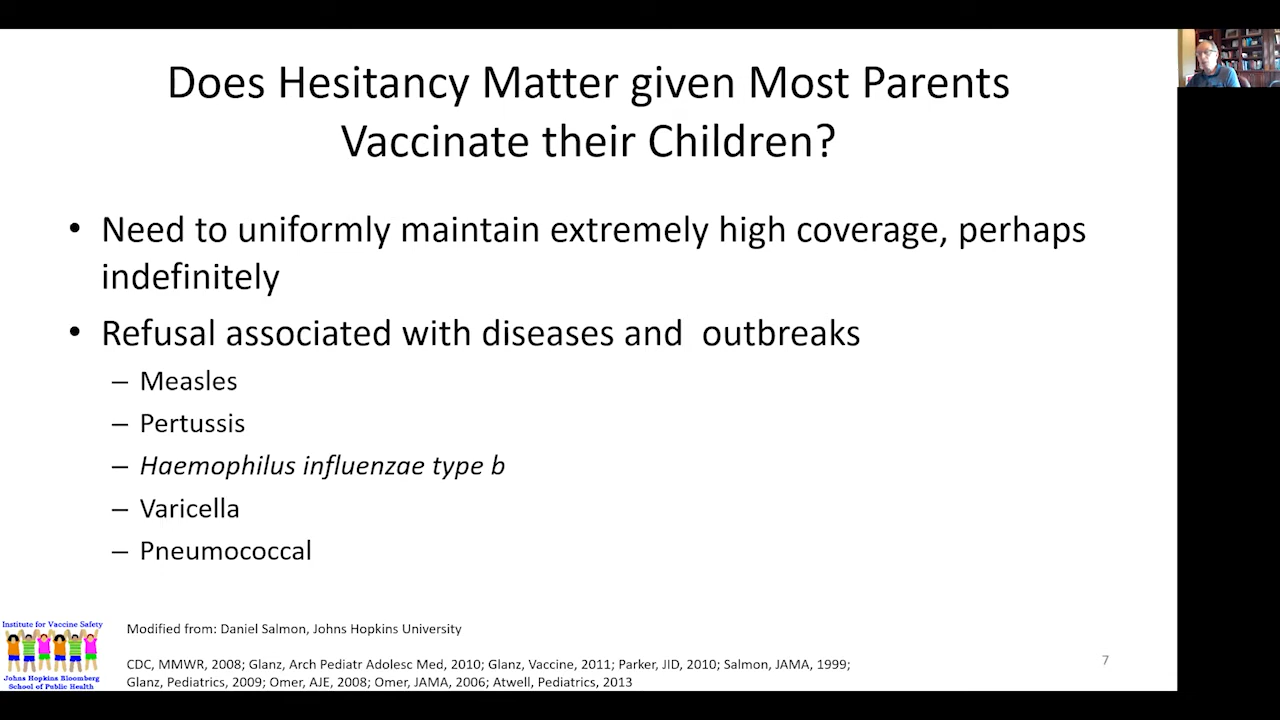 Does Hesitancy Matter given Most Parents
Vaccinate their Children?
• Need to uniformly maintain extremely high coverage, perhaps
indefinitely
• Refusal associated with diseases and outbreaks
– Measles
– Pertussis
– Haemophilus influenzae type b
– Varicella
– Pneumococcal
Institute for Vaccine Safety
Johns Hopkins Bloomberg
School of Public Health
Modified from: Daniel Salmon, Johns Hopkins University
CDC, MMWR, 2008; Glanz, Arch Pediatr Adolesc Med, 2010; Glanz, Vaccine, 2011; Parker, JID, 2010; Salmon, JAMA, 1999;
Glanz, Pediatrics, 2009; Omer, AJE, 2008; Omer, JAMA, 2006; Atwell, Pediatrics, 2013
7